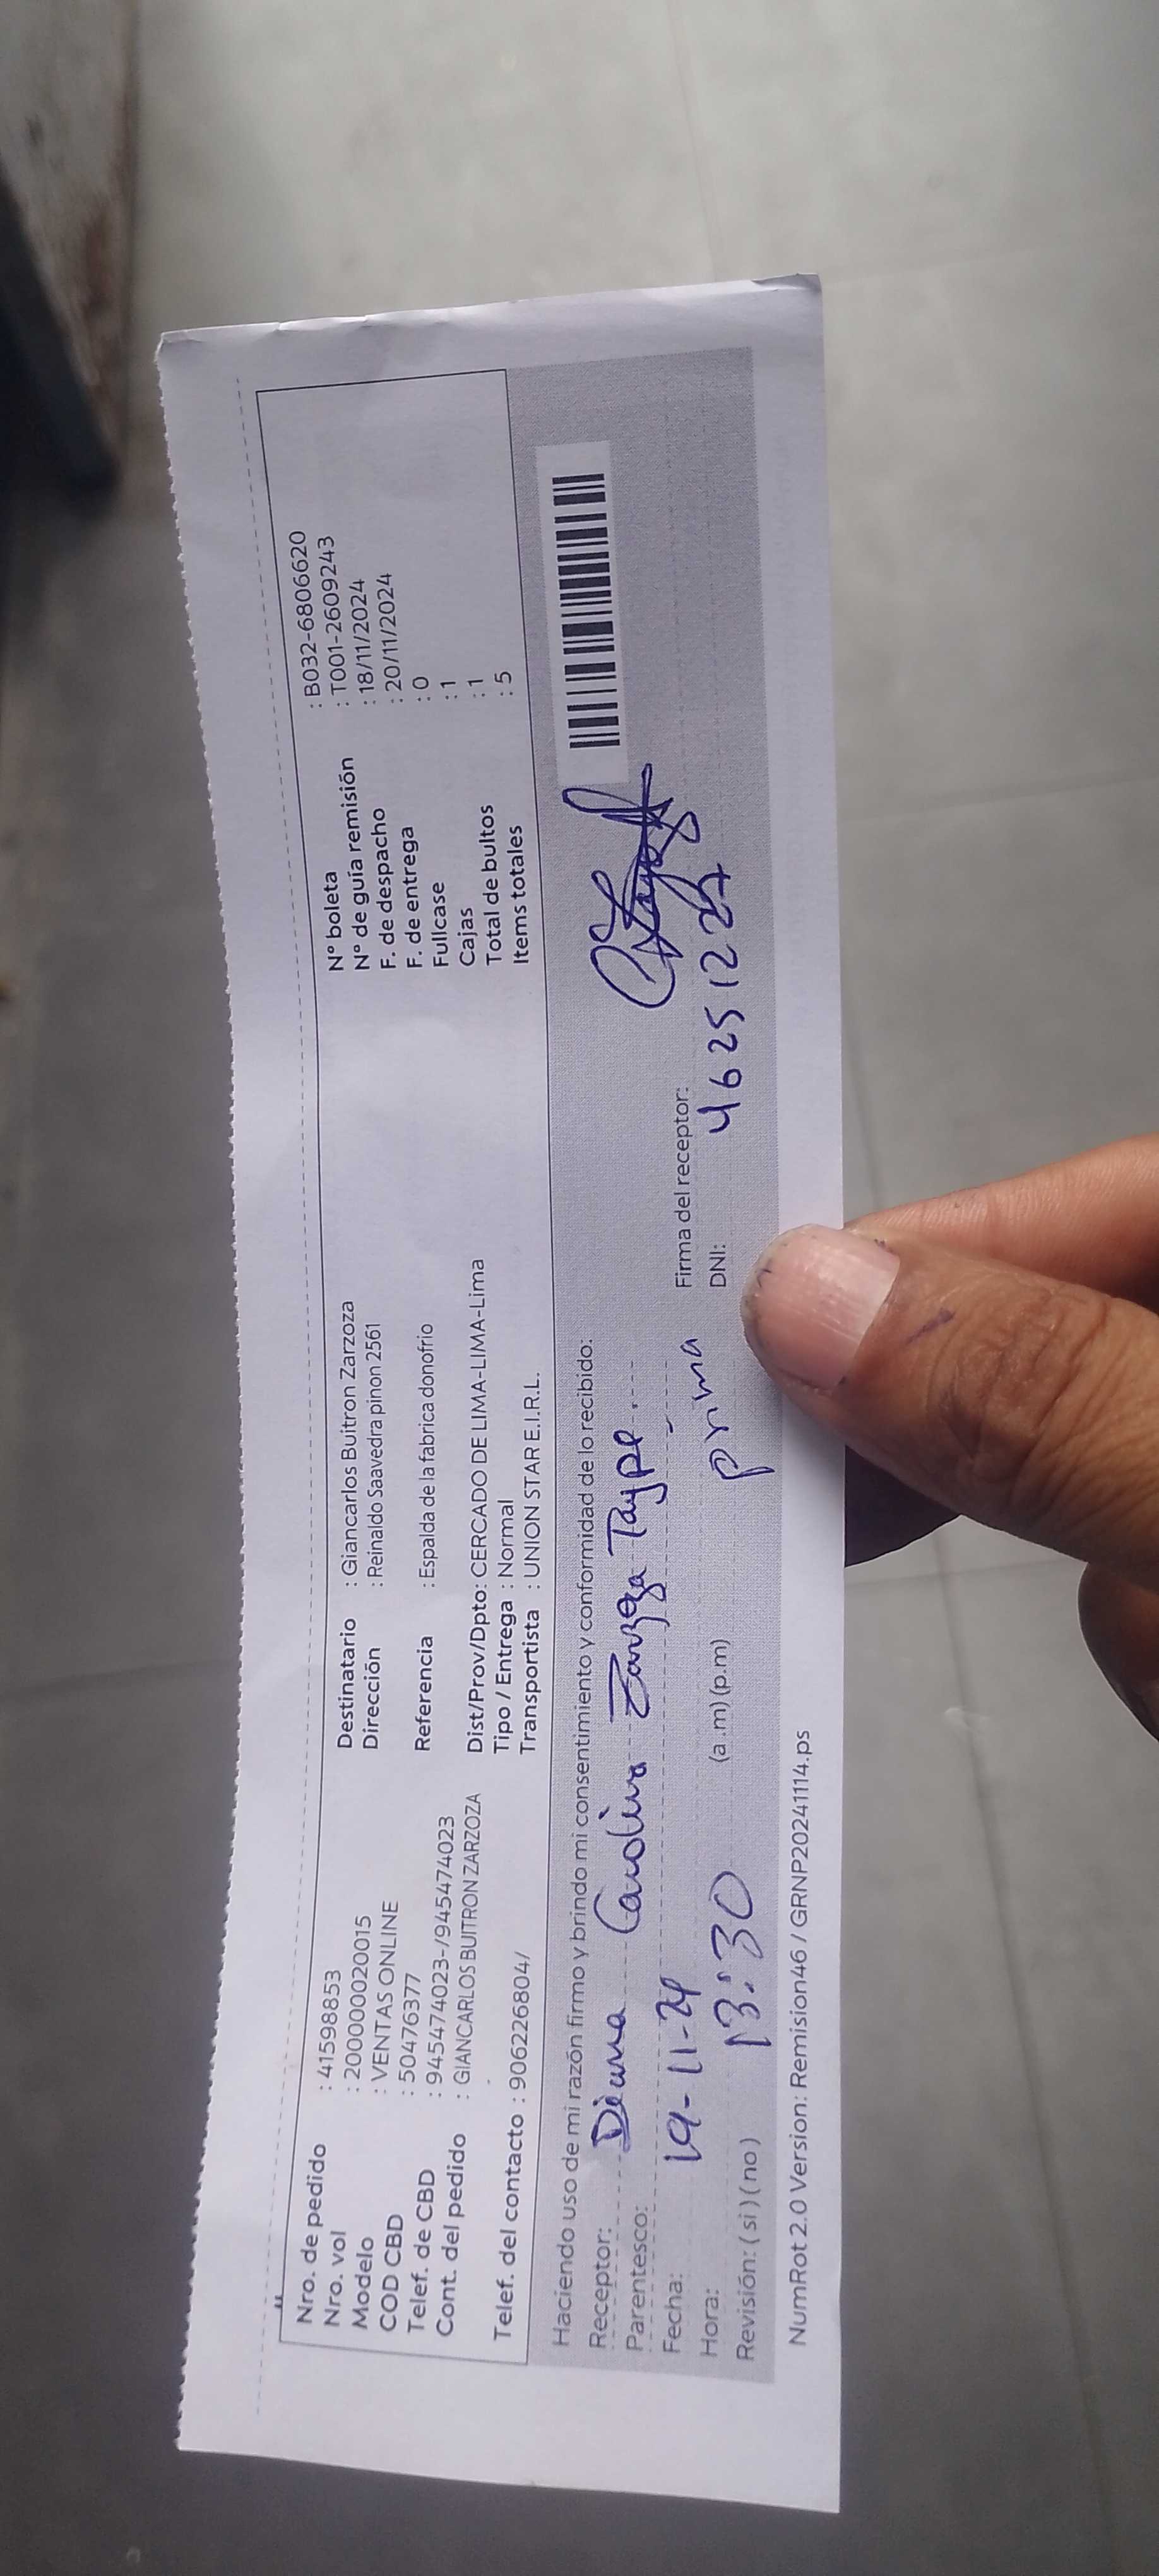 Nro. de pedido : 41598853
Nro. vol : 200000020015
Modelo : VENTAS ONLINE
COD CBD : 50476377
Telef. de CBD : 945474023-/945474023
Cont. del pedido : GIANCARLOS BUITRON ZARZOZA
Telef. del contacto : 906226804/
Destinatario : Giancarlos Buitron Zarzoza
Dirección : Reinaldo Saavedra pinon 2561
Referencia : Espalda de la fabrica donofrio
Dist/Prov/Dpto: CERCADO DE LIMA-LIMA-Lima
Tipo / Entrega : Normal
Transportista : UNION STAR E.I.R.L.
N° boleta : B032-6806620
N° de guía remisión : T001-2609243
F. de despacho : 18/11/2024
F. de entrega : 20/11/2024
Fullcase : 0
Cajas : 1
Total de bultos : 1
Items totales : 5
Haciendo uso de mi razón firmo y brindo mi consentimiento y conformidad de lo recibido:
Receptor: Diana Carolina Taype
Parentesco: prima
Fecha: 19-11-24
Hora: 13:30 (a.m) (p.m)
Revisión: ( si ) ( no )
Firma del receptor:
DNI: 46251227
NumRot 2.0 Version: Remision46 / GRNP20241114.ps